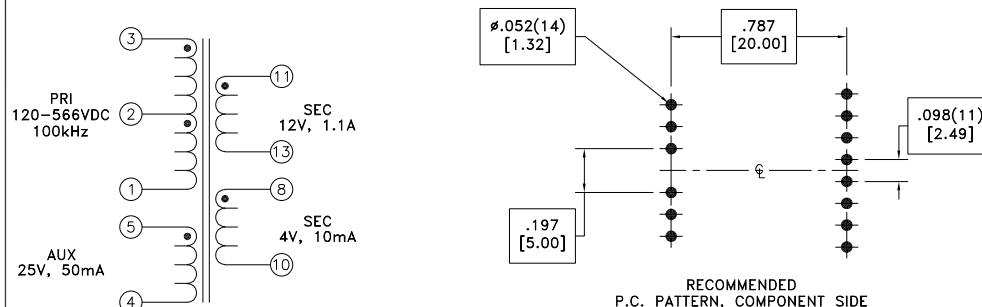 3
PRI
120-566VDC
100kHz
2
1
5
AUX
25V, 50mA
4
11
SEC
12V, 1.1A
13
8
SEC
4V, 10mA
10
ø.052(14)
[1.32]
.787
[20.00]
.098(11)
[2.49]
℄
.197
[5.00]
RECOMMENDED
P.C. PATTERN, COMPONENT SIDE